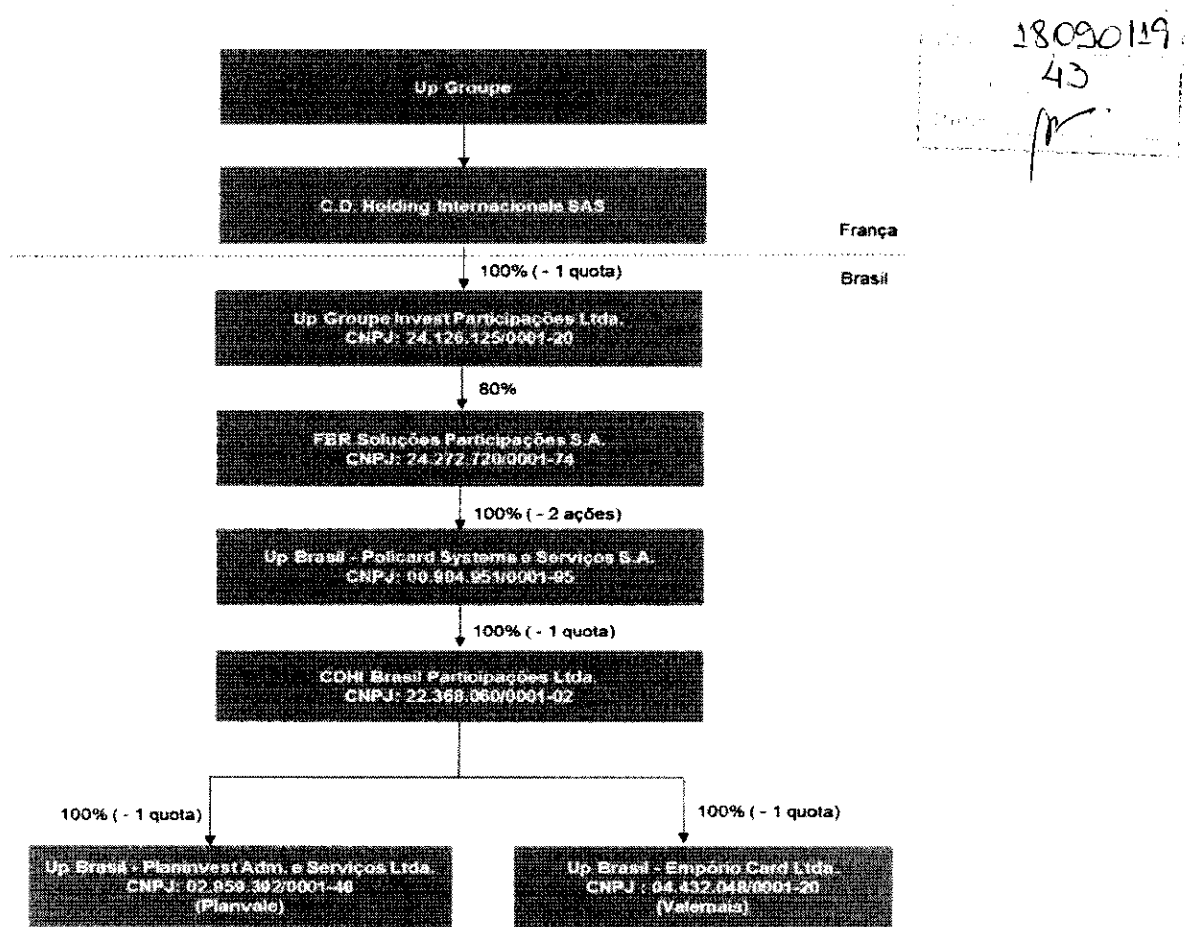 18090119
43
Up Groupe
C.D. Holding Internacionale SAS
França
100% ( - 1 quota)
Brasil
Up Groupe Invest Participações Ltda.
CNPJ: 24.126.125/0001-20
80%
FBR Soluções Participações S.A.
CNPJ: 24.272.720/0001-74
100% ( - 2 ações)
Up Brasil - Policard Systems e Serviços S.A.
CNPJ: 00.904.951/0001-95
100% ( - 1 quota)
CDHI Brasil Participações Ltda.
CNPJ: 22.368.060/0001-02
100% ( - 1 quota)
100% ( - 1 quota)
Up Brasil - Planinvest Adm. e Serviços Ltda.
CNPJ: 02.959.392/0001-46
(Planvale)
Up Brasil - Empório Card Ltda.
CNPJ : 04.432.048/0001-20
(Valemais)